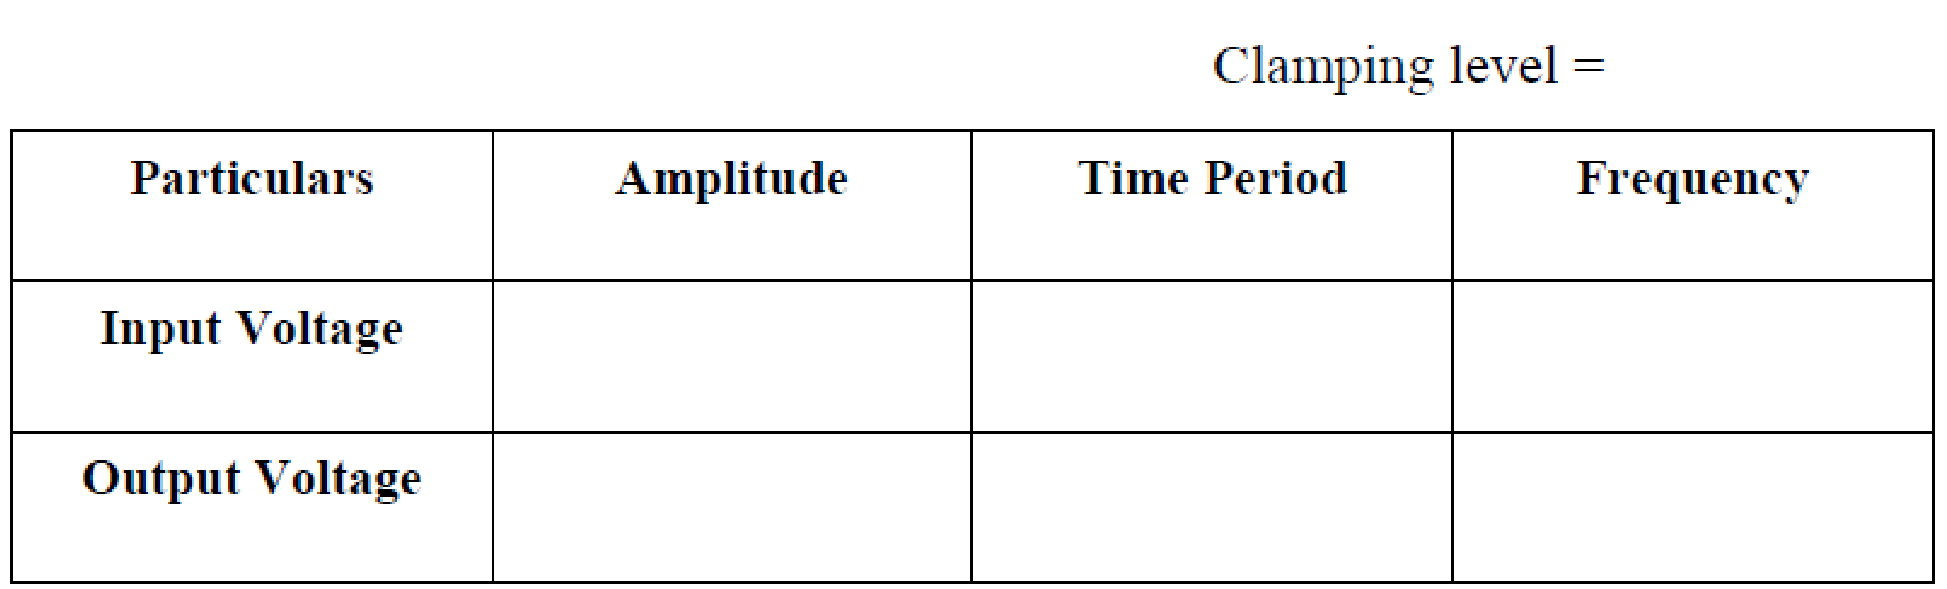 Clamping level =
Particulars Amplitude Time Period Frequency
Input Voltage
Output Voltage